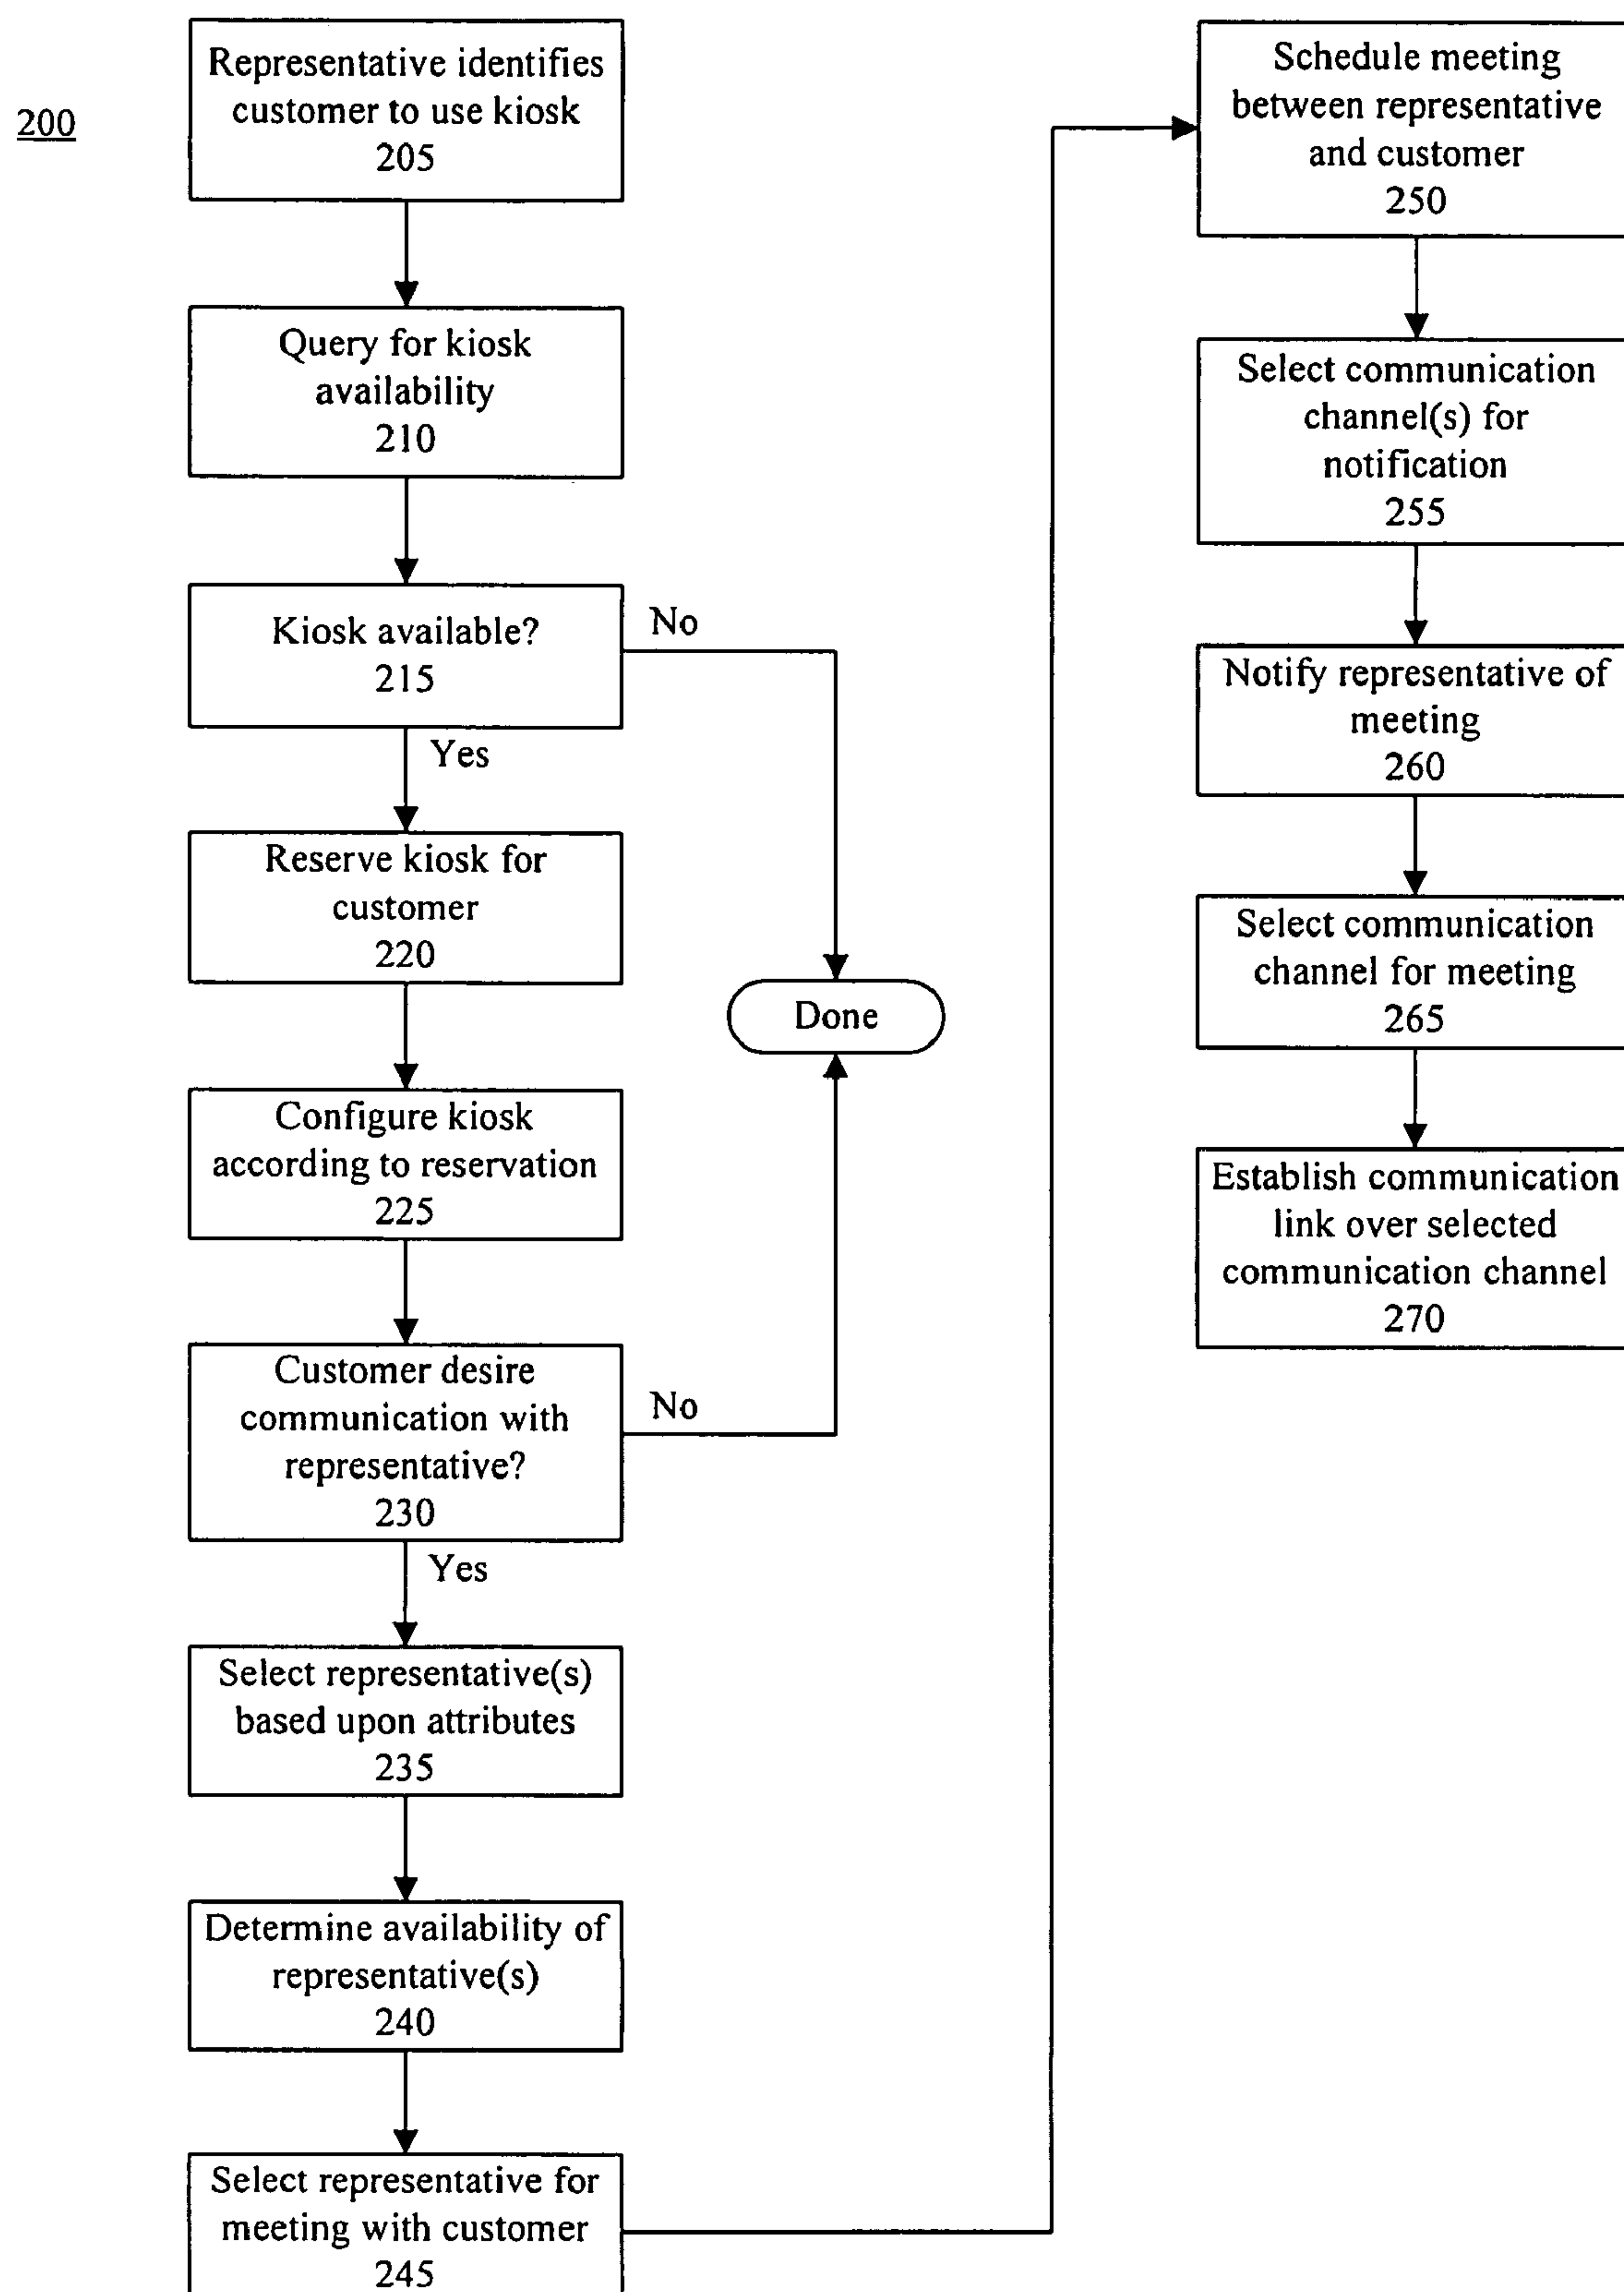 200
Representative identifies
customer to use kiosk
205
Query for kiosk
availability
210
Kiosk available?
215
No
Yes
Reserve kiosk for
customer
220
Done
Configure kiosk
according to reservation
225
Customer desire
communication with
representative?
230
No
Yes
Select representative(s)
based upon attributes
235
Determine availability of
representative(s)
240
Select representative for
meeting with customer
245
Schedule meeting
between representative
and customer
250
Select communication
channel(s) for
notification
255
Notify representative of
meeting
260
Select communication
channel for meeting
265
Establish communication
link over selected
communication channel
270